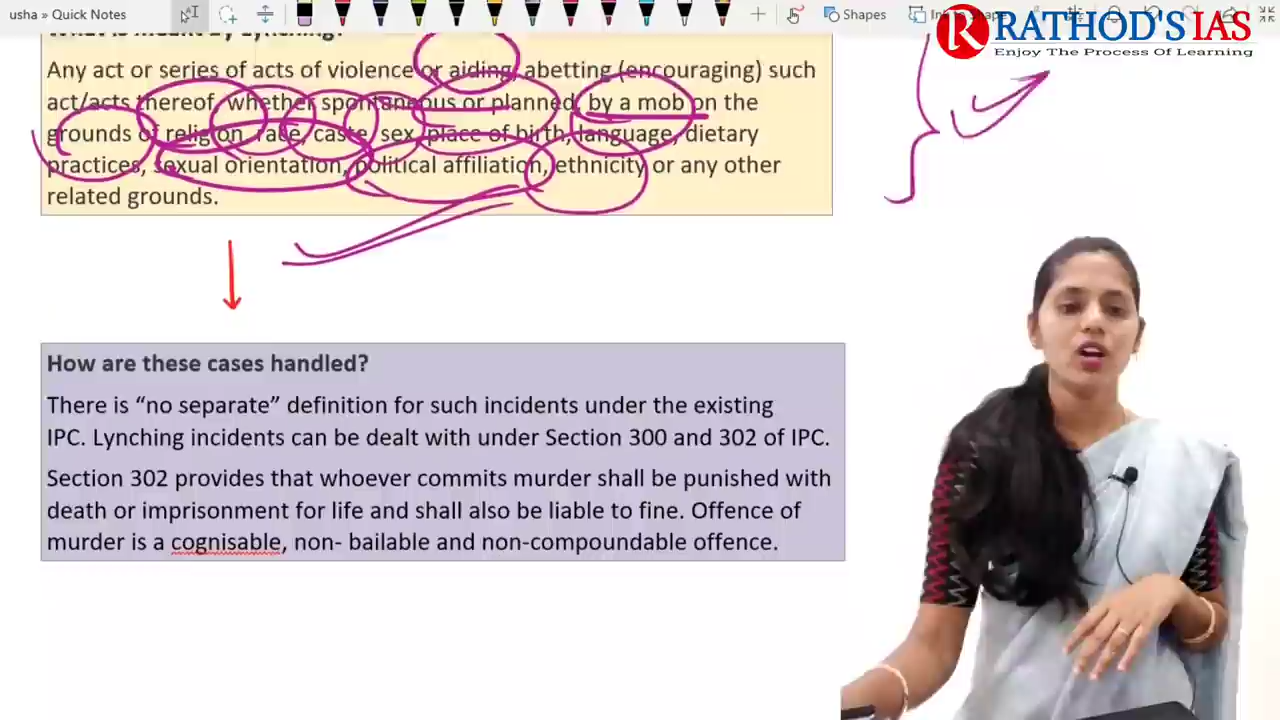 usha » Quick Notes
Shapes
RATHOD'S IAS
Enjoy The Process Of Learning
What is meant by Lynching?
Any act or series of acts of violence or aiding, abetting (encouraging) such
act/acts thereof, whether spontaneous or planned, by a mob on the
grounds of religion, race, caste, sex, place of birth, language, dietary
practices, sexual orientation, political affiliation, ethnicity or any other
related grounds.
How are these cases handled?
There is “no separate” definition for such incidents under the existing
IPC. Lynching incidents can be dealt with under Section 300 and 302 of IPC.
Section 302 provides that whoever commits murder shall be punished with
death or imprisonment for life and shall also be liable to fine. Offence of
murder is a cognisable, non- bailable and non-compoundable offence.